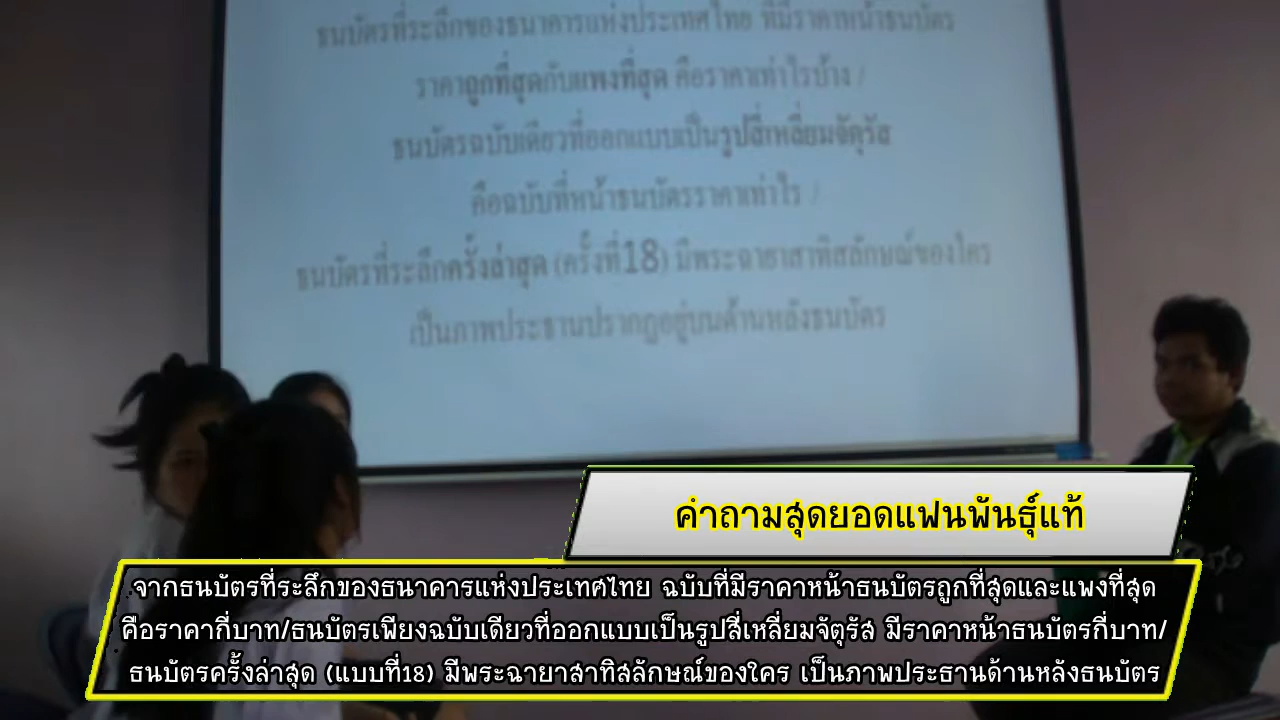 ธนบัตรที่ระลึกของธนาคารแห่งประเทศไทย ที่มีราคาหน้าธนบัตร
ราคาถูกที่สุดกับแพงที่สุด คือราคาเท่าไรบ้าง /
ธนบัตรฉบับเดียวที่ออกแบบเป็นรูปสี่เหลี่ยมจัตุรัส
คือฉบับที่หน้าธนบัตรราคาเท่าไร /
ธนบัตรที่ระลึกครั้งล่าสุด (ครั้งที่18) มีพระฉายาสาทิสลักษณ์ของใคร
เป็นภาพประธานปรากฏอยู่บนด้านหลังธนบัตร
คำถามสุดยอดแฟนพันธุ์แท้
จากธนบัตรที่ระลึกของธนาคารแห่งประเทศไทย ฉบับที่มีราคาหน้าธนบัตรถูกที่สุดและแพงที่สุด
คือราคากี่บาท/ธนบัตรเพียงฉบับเดียวที่ออกแบบเป็นรูปสี่เหลี่ยมจัตุรัส มีราคาหน้าธนบัตรกี่บาท/
ธนบัตรครั้งล่าสุด (แบบที่18) มีพระฉายาสาทิสลักษณ์ของใคร เป็นภาพประธานด้านหลังธนบัตร